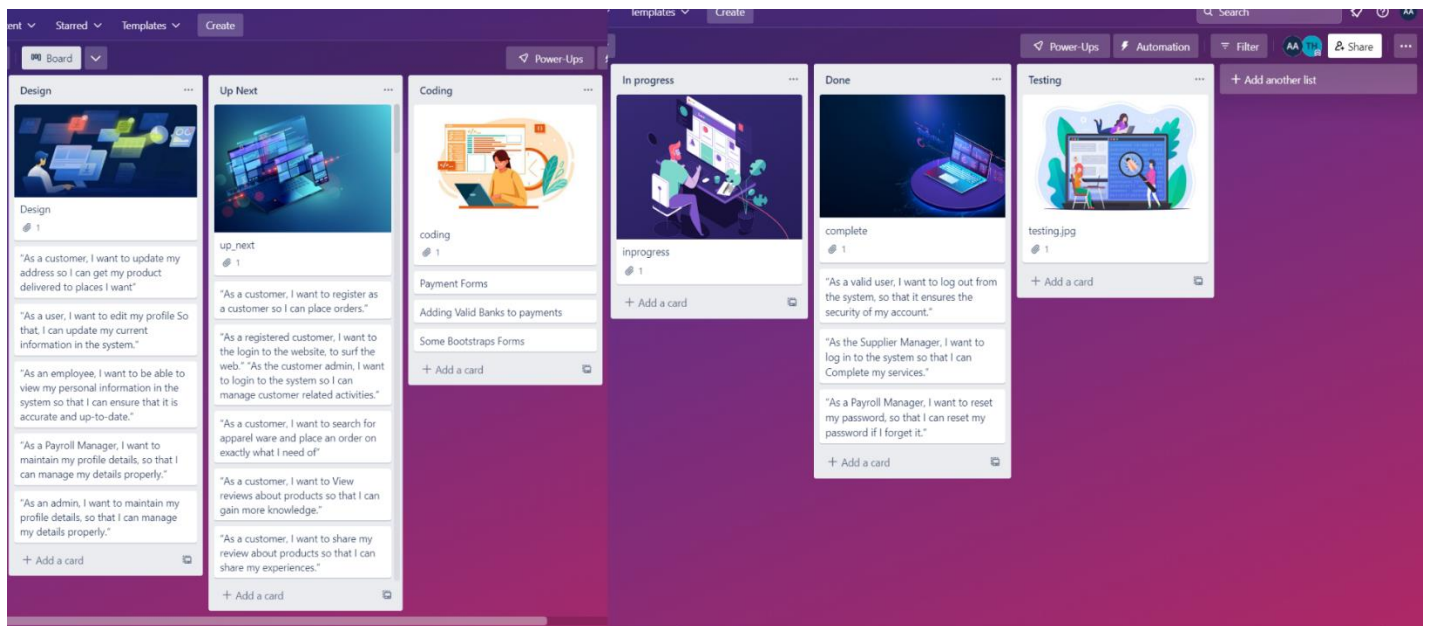 ent
Starred
Templates
Create
Board
Power-Ups
Design
Design
1
"As a customer, I want to update my
address so I can get my product
delivered to places I want"
"As a user, I want to edit my profile So
that, I can update my current
information in the system."
"As an employee, I want to be able to
view my personal information in the
system so that I can ensure that it is
accurate and up-to-date."
"As a Payroll Manager, I want to
maintain my profile details, so that I
can manage my details properly."
"As an admin, I want to maintain my
profile details, so that I can manage
my details properly."
+ Add a card
Up Next
up_next
1
"As a customer, I want to register as
a customer so I can place orders."
"As a registered customer, I want to
the login to the website, to surf the
web." "As the customer admin, I want
to login to the system so I can
manage customer related activities."
"As a customer, I want to search for
apparel ware and place an order on
exactly what I need of"
"As a customer, I want to View
reviews about products so that I can
gain more knowledge."
"As a customer, I want to share my
review about products so that I can
share my experiences."
+ Add a card
Coding
coding
1
Payment Forms
Adding Valid Banks to payments
Some Bootstraps Forms
+ Add a card
Templates
Create
Search
AA
Power-Ups
Automation
Filter
AA
TH
Share
In progress
inprogress
1
+ Add a card
Done
complete
1
"As a valid user, I want to log out from
the system, so that it ensures the
security of my account."
"As the Supplier Manager, I want to
log in to the system so that I can
Complete my services."
"As a Payroll Manager, I want to reset
my password, so that I can reset my
password if I forget it."
+ Add a card
Testing
testing.jpg
1
+ Add a card
+ Add another list